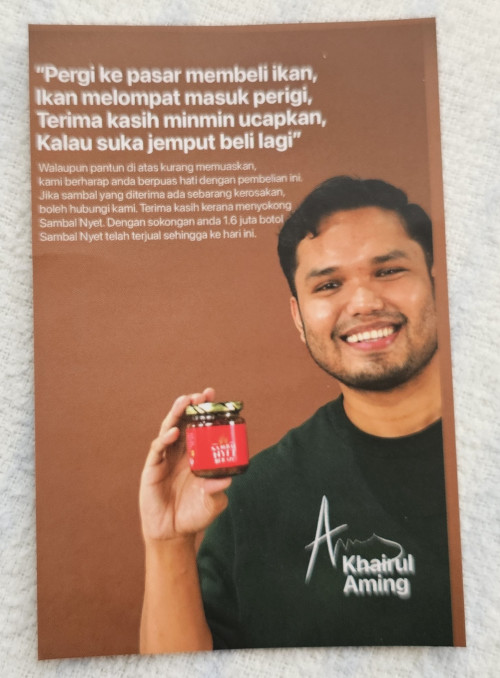 "Pergi ke pasar membeli ikan,
Ikan melompat masuk perigi,
Terima kasih minmin ucapkan,
Kalau suka jemput beli lagi"
Walaupun pantun di atas kurang memuaskan,
kami berharap anda berpuas hati dengan pembelian ini.
Jika sambal yang diterima ada sebarang kerosakan,
boleh hubungi kami. Terima kasih kerana menyokong
Sambal Nyet. Dengan sokongan anda 1.6 juta botol
Sambal Nyet telah terjual sehingga ke hari ini.
SAMBAL
NYET
Khairul
Aming